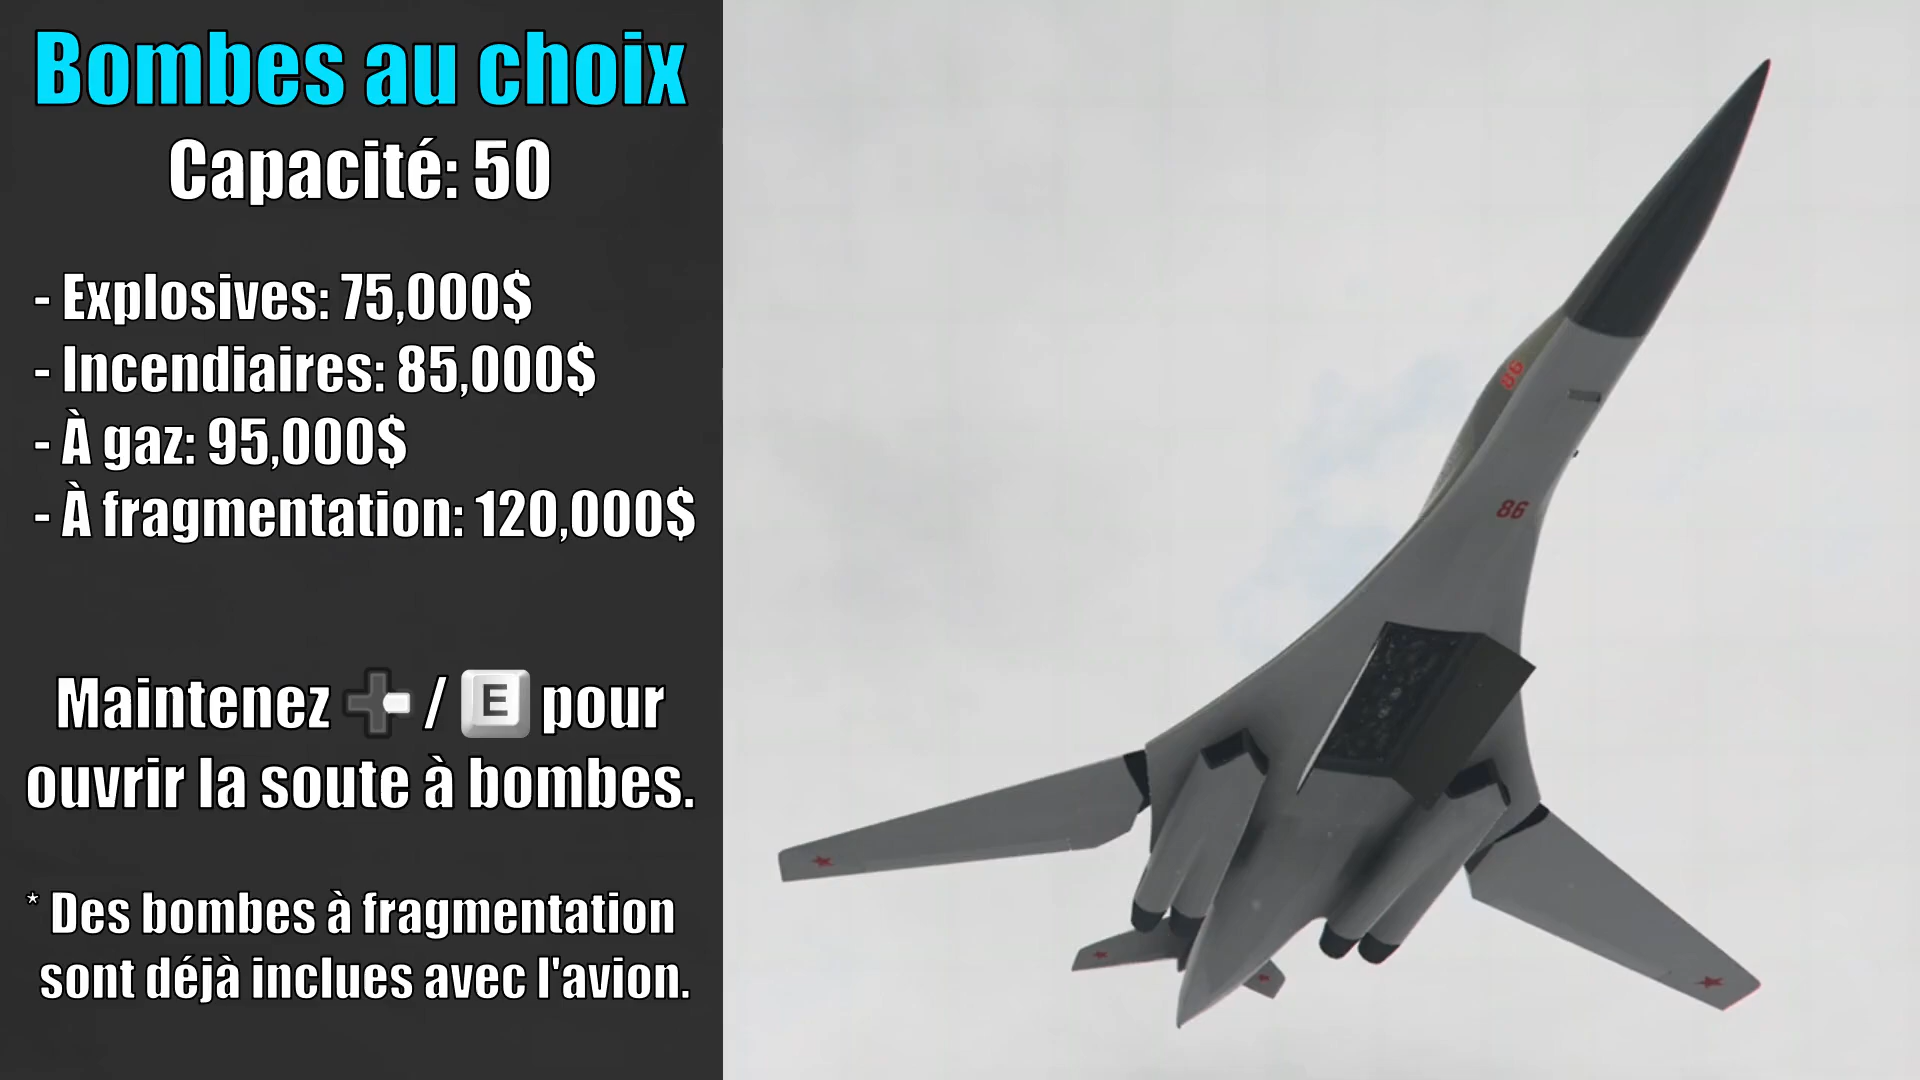 Bombes au choix
Capacité: 50
- Explosives: 75,000$
- Incendiaires: 85,000$
- À gaz: 95,000$
- À fragmentation: 120,000$
Maintenez / E pour
ouvrir la soute à bombes.
* Des bombes à fragmentation
sont déjà inclues avec l'avion.
86
86